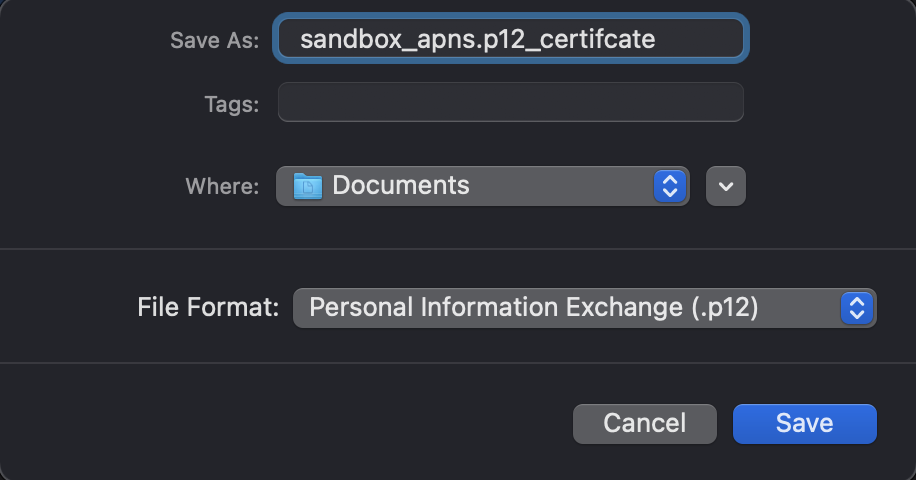 Save As: sandbox_apns.p12_certifcate
Tags:
Where: Documents
File Format: Personal Information Exchange (.p12)
Cancel Save